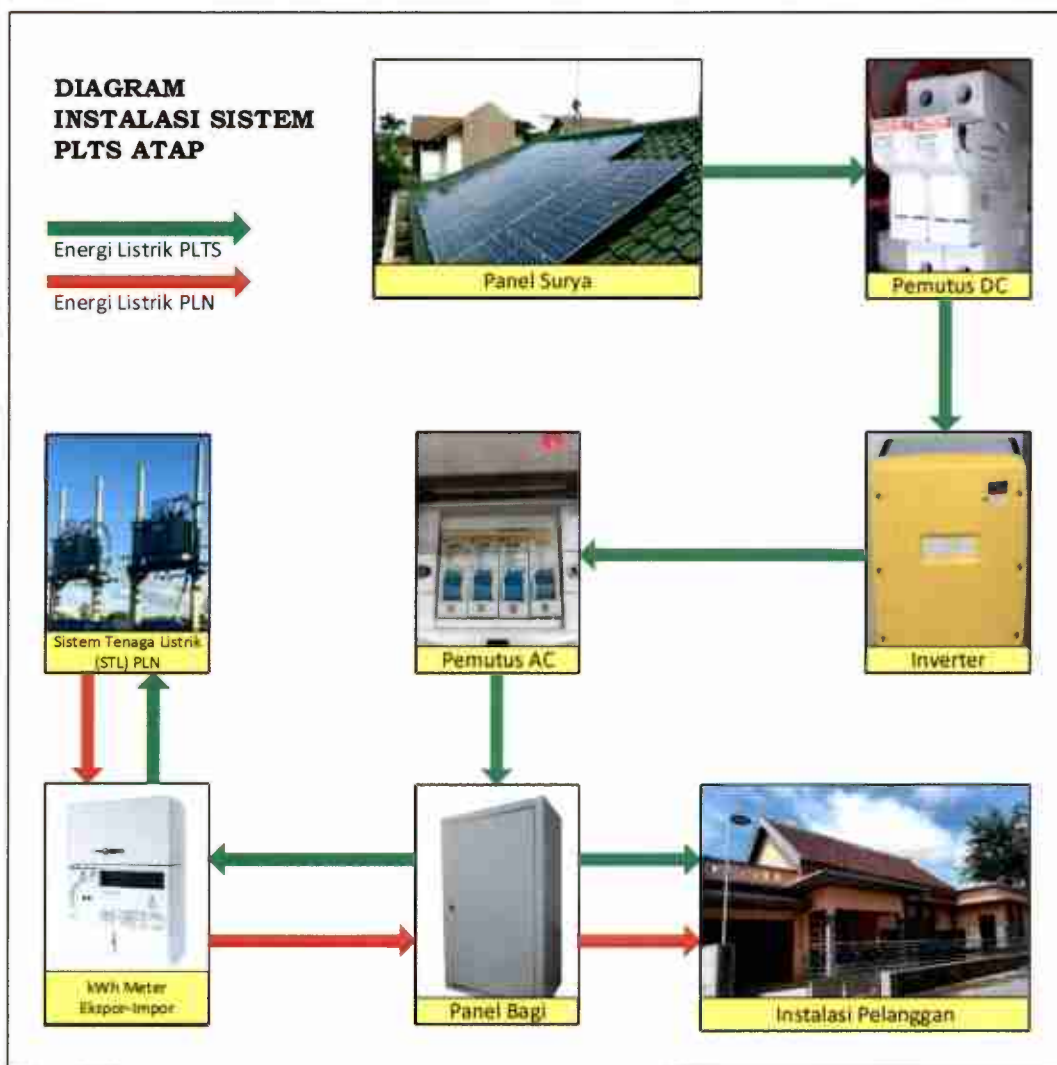 DIAGRAM
INSTALASI SISTEM
PLTS ATAP
Energi Listrik PLTS
Energi Listrik PLN
Panel Surya
Pemutus DC
Sistem Tenaga Listrik
(STL) PLN
Pemutus AC
Inverter
kWh Meter
Ekspor-Impor
Panel Bagi
Instalasi Pelanggan